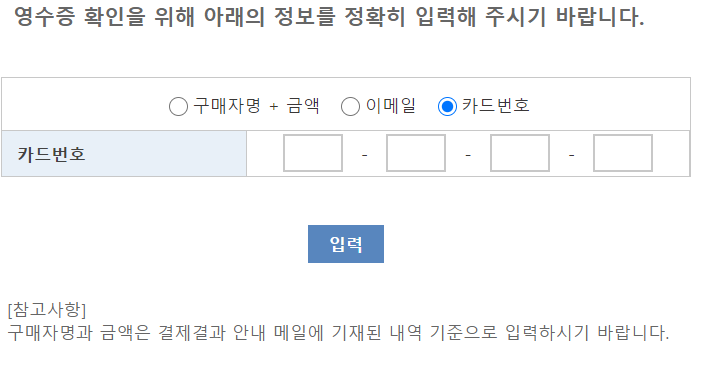 영수증 확인을 위해 아래의 정보를 정확히 입력해 주시기 바랍니다.
구매자명 + 금액 이메일 카드번호
카드번호 - - -
입력
[참고사항]
구매자명과 금액은 결제결과 안내 메일에 기재된 내역 기준으로 입력하시기 바랍니다.